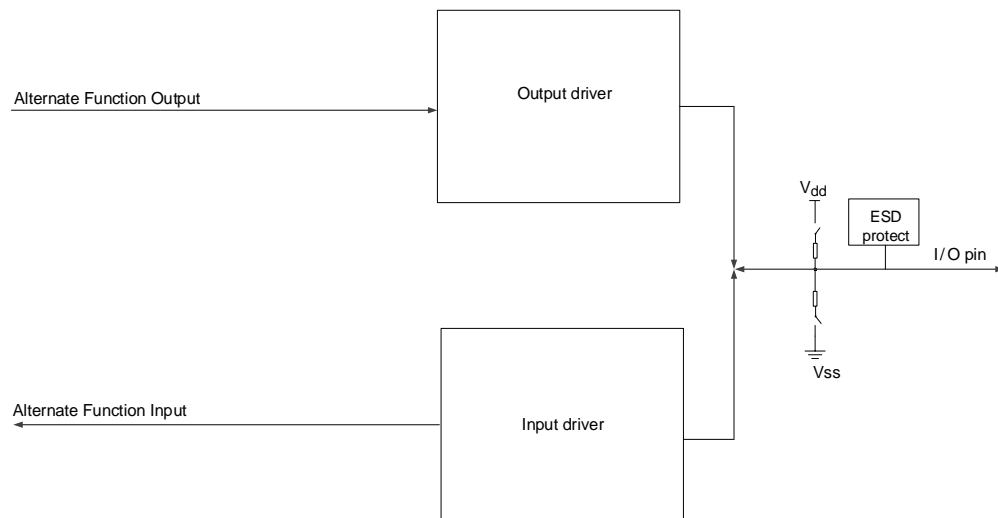 Alternate Function Output
Output driver
Vdd
ESD
protect
I/O pin
Vss
Alternate Function Input
Input driver